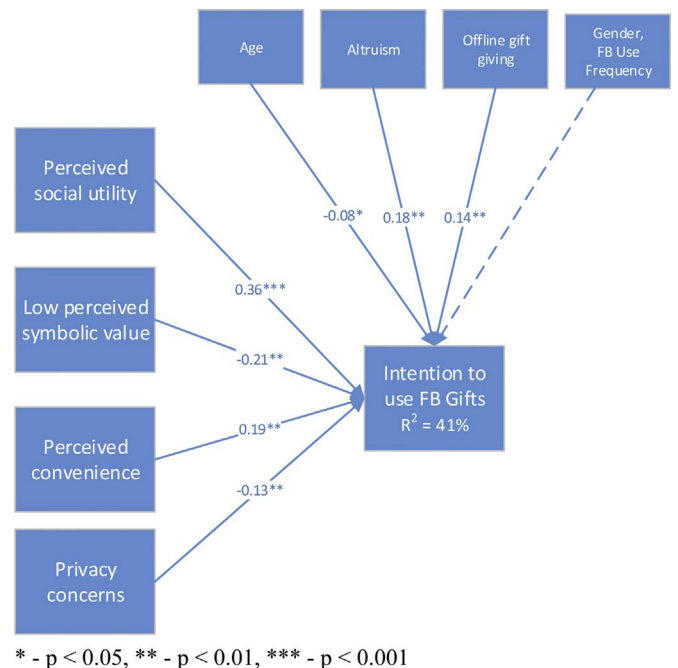 Age
Altruism
Offline gift
giving
Gender,
FB Use
Frequency
Perceived
social utility
Low perceived
symbolic value
Perceived
convenience
Privacy
concerns
-0.08*
0.18**
0.14**
0.36***
-0.21**
0.19**
-0.13**
Intention to
use FB Gifts
R² = 41%
* - p < 0.05, ** - p < 0.01, *** - p < 0.001